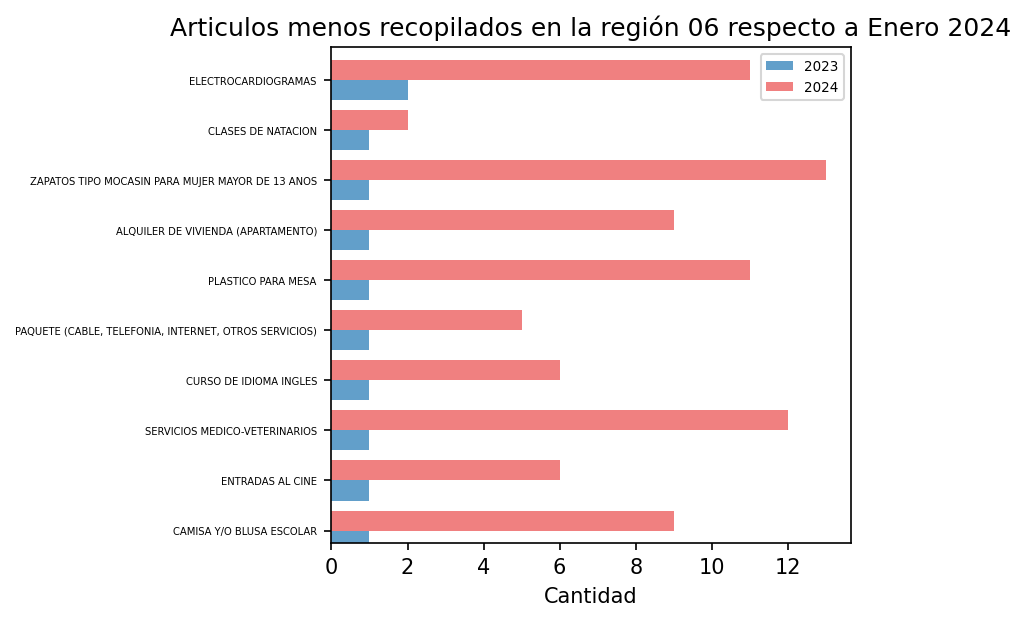 Articulos menos recopilados en la región 06 respecto a Enero 2024
2023
2024
ELECTROCARDIOGRAMAS
CLASES DE NATACION
ZAPATOS TIPO MOCASIN PARA MUJER MAYOR DE 13 ANOS
ALQUILER DE VIVIENDA (APARTAMENTO)
PLASTICO PARA MESA
PAQUETE (CABLE, TELEFONIA, INTERNET, OTROS SERVICIOS)
CURSO DE IDIOMA INGLES
SERVICIOS MEDICO-VETERINARIOS
ENTRADAS AL CINE
CAMISA Y/O BLUSA ESCOLAR
0 2 4 6 8 10 12
Cantidad